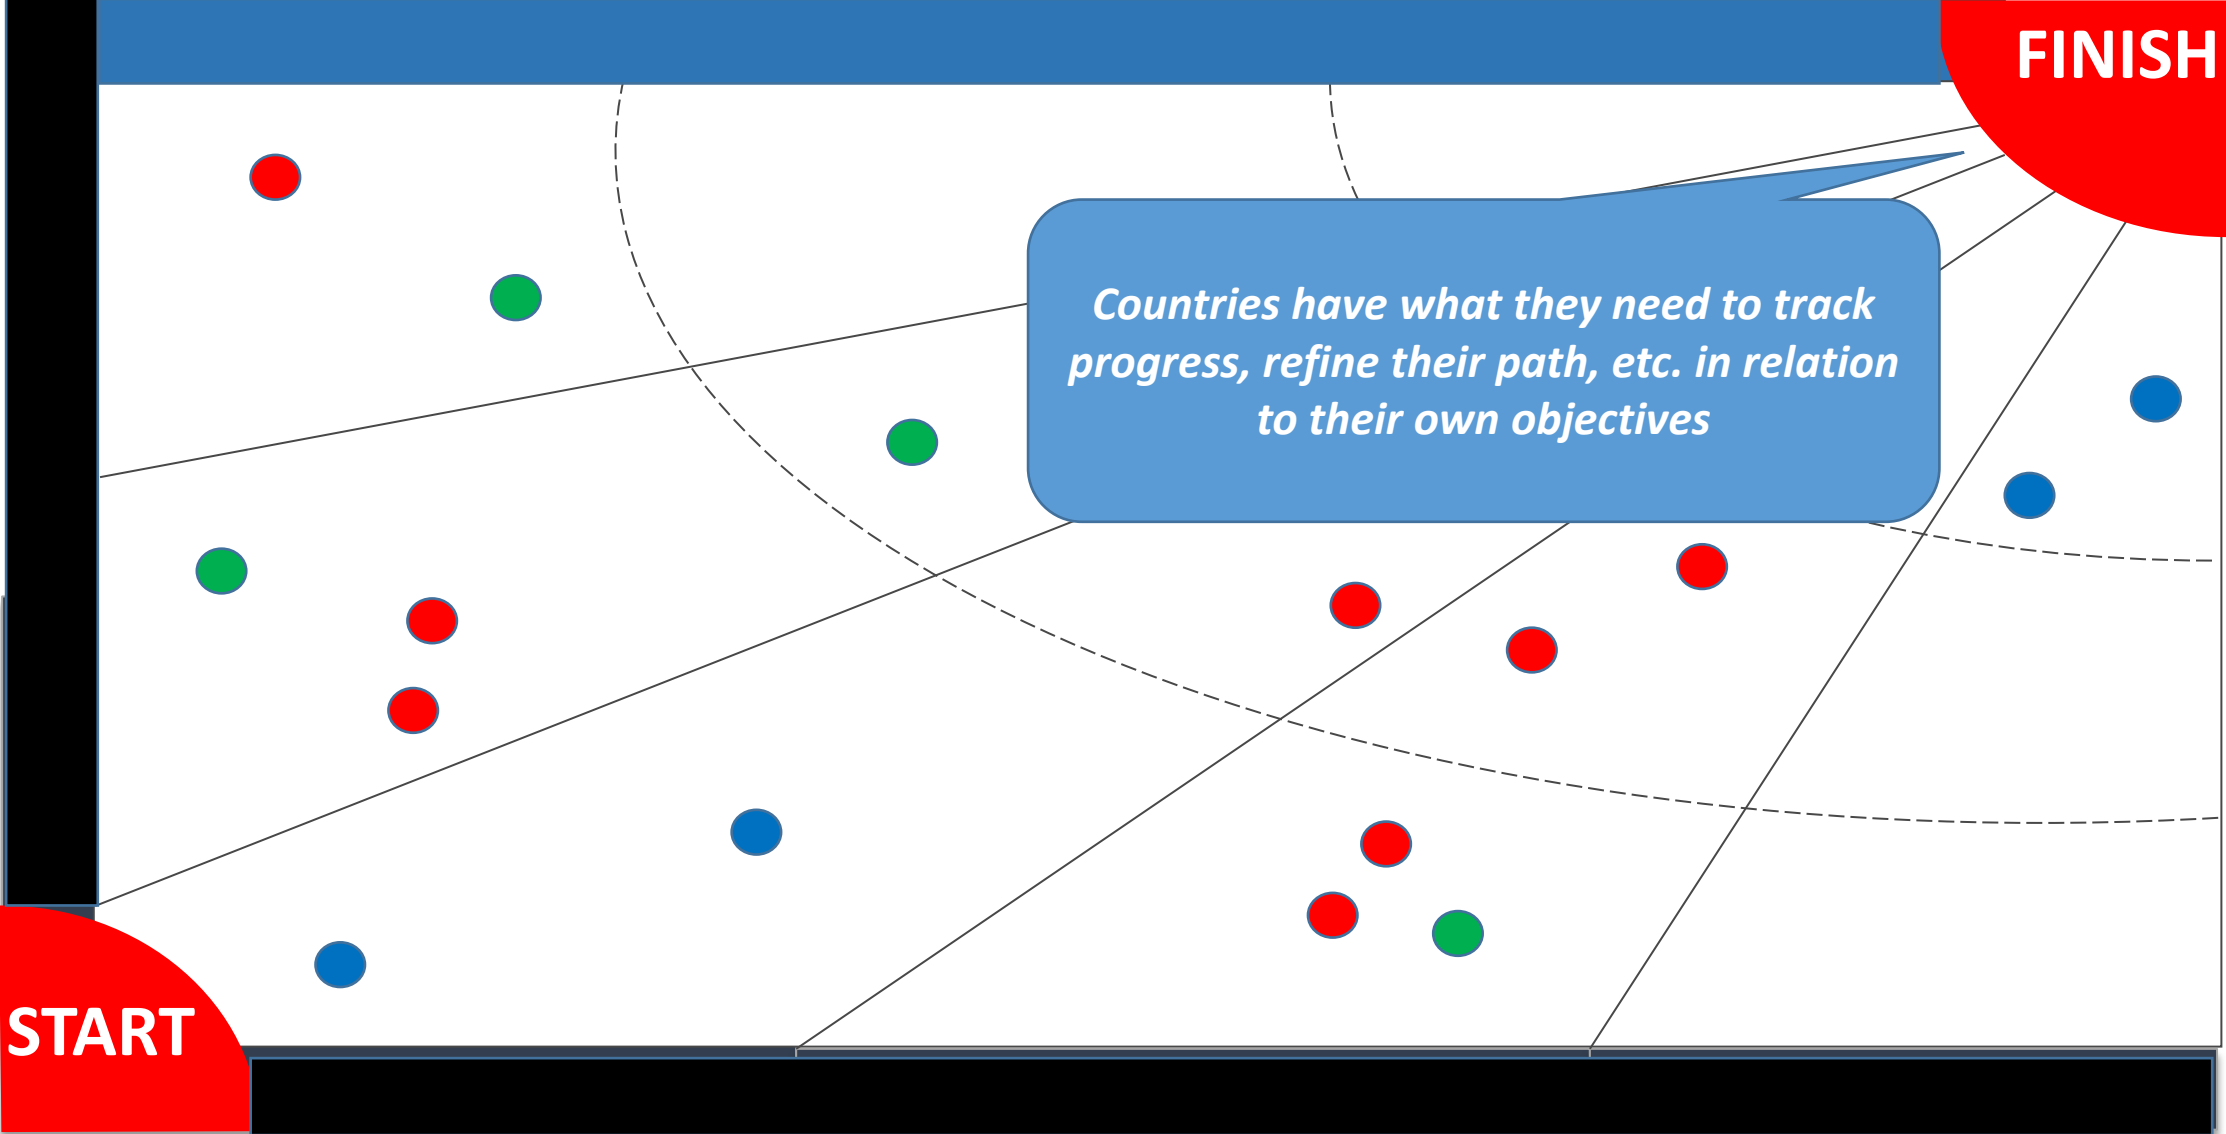 FINISH
Countries have what they need to track
progress, refine their path, etc. in relation
to their own objectives
START